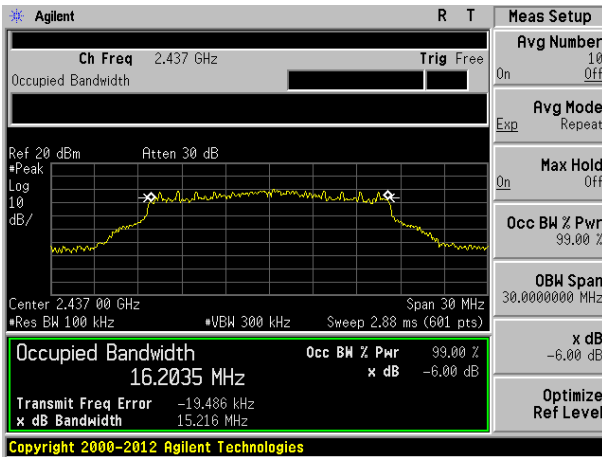 Agilent R T
Ch Freq 2.437 GHz Trig Free
Occupied Bandwidth
Ref 20 dBm Atten 30 dB
#Peak
Log
10
dB/
Center 2.437 00 GHz Span 30 MHz
#Res BW 100 kHz #VBW 300 kHz Sweep 2.88 ms (601 pts)
Occupied Bandwidth Occ BW % Pwr 99.00 %
16.2035 MHz x dB -6.00 dB
Transmit Freq Error -19.486 kHz
x dB Bandwidth 15.216 MHz
Copyright 2000-2012 Agilent Technologies
Meas Setup
Avg Number
10
On Off
Avg Mode
Exp Repeat
Max Hold
On Off
Occ BW % Pwr
99.00 %
OBW Span
30.0000000 MHz
x dB
-6.00 dB
Optimize
Ref Level